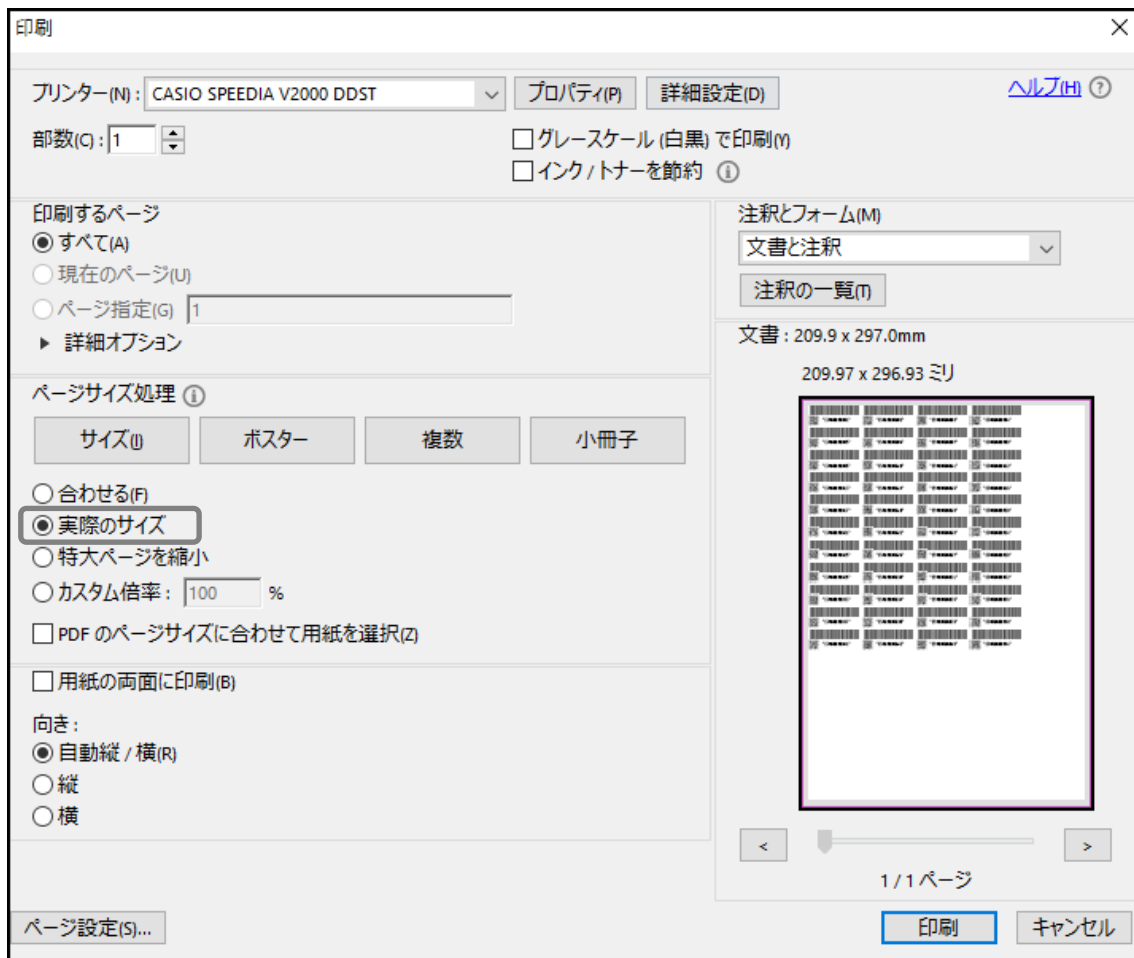 印刷
プリンター(N) : CASIO SPEEDIA V2000 DDST プロパティ(P) 詳細設定(D) ヘルプ(H)
部数(C) : 1 グレースケール (白黒) で印刷(Y)
インク / トナーを節約
印刷するページ
すべて(A)
現在のページ(U)
ページ指定(G) 1
詳細オプション
ページサイズ処理
サイズ(I) ポスター 複数 小冊子
合わせる(F)
実際のサイズ
特大ページを縮小
カスタム倍率 : 100 %
PDF のページサイズに合わせて用紙を選択(Z)
用紙の両面に印刷(B)
向き :
自動縦 / 横(R)
縦
横
注釈とフォーム(M)
文書と注釈
注釈の一覧(T)
文書 : 209.9 x 297.0mm
209.97 x 296.93 ミリ
< >
1 / 1 ページ
ページ設定(S)... 印刷 キャンセル